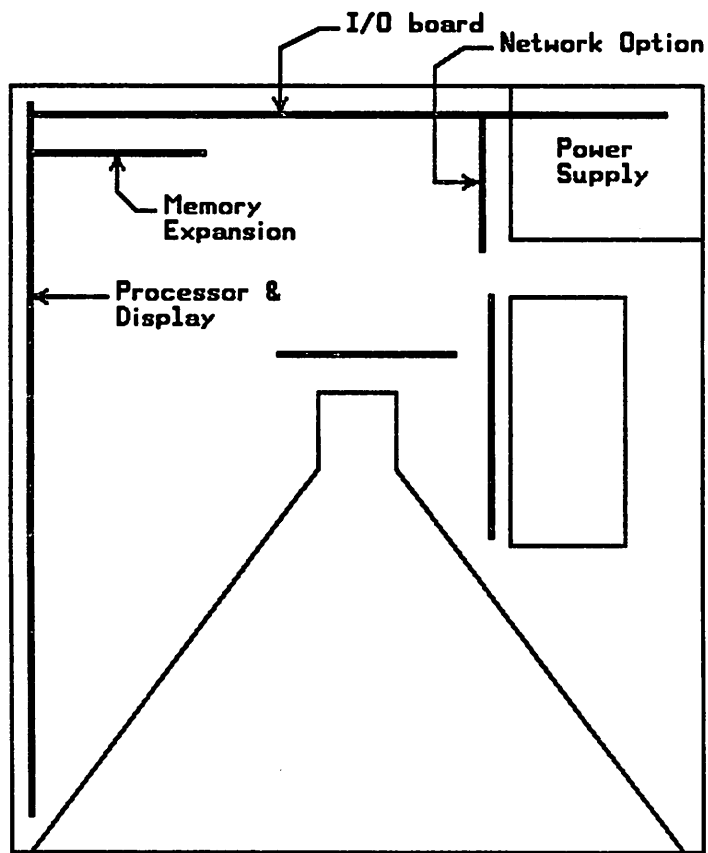 I/O board
Network Option
Power
Supply
Memory
Expansion
Processor &
Display